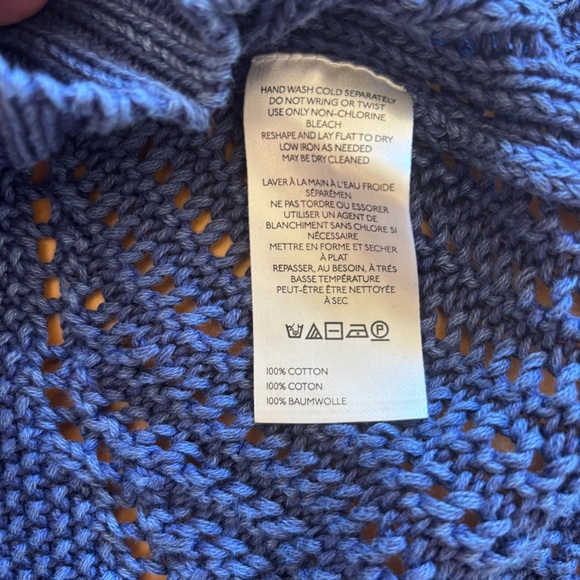 HAND WASH COLD SEPARATELY
DO NOT WRING OR TWIST
USE ONLY NON-CHLORINE
BLEACH
RESHAPE AND LAY FLAT TO DRY
LOW IRON AS NEEDED
MAY BE DRY CLEANED
LAVER À LA MAIN À L'EAU FROIDE
SÉPARÉMEN
NE PAS TORDRE OU ESSORER
UTILISER UN AGENT DE
BLANCHIMENT SANS CHLORE SI
NÉCESSAIRE
METTRE EN FORME ET SECHER
À PLAT
REPASSER, AU BESOIN, À TRÉS
BASSE TEMPÉRATURE
PEUT-ÊTRE ÊTRE NETTOYÉE
À SEC
P
100% COTTON
100% COTON
100% BAUMWOLLE